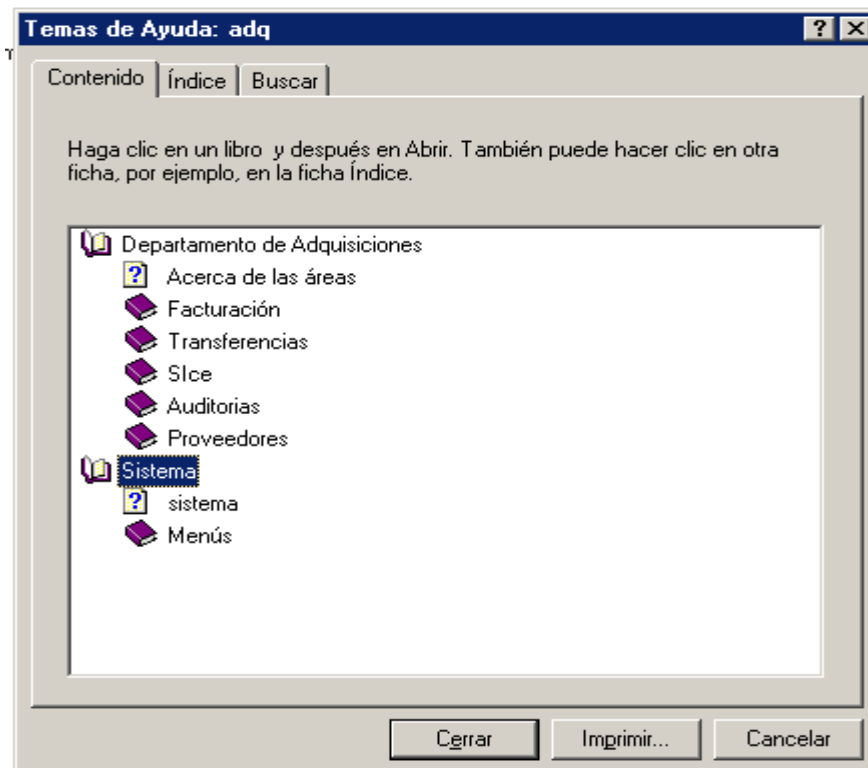 Temas de Ayuda: adq
Contenido Índice Buscar
Haga clic en un libro y después en Abrir. También puede hacer clic en otra
ficha, por ejemplo, en la ficha Índice.
Departamento de Adquisiciones
Acerca de las áreas
Facturación
Transferencias
SIce
Auditorias
Proveedores
Sistema
sistema
Menús
Cerrar Imprimir... Cancelar